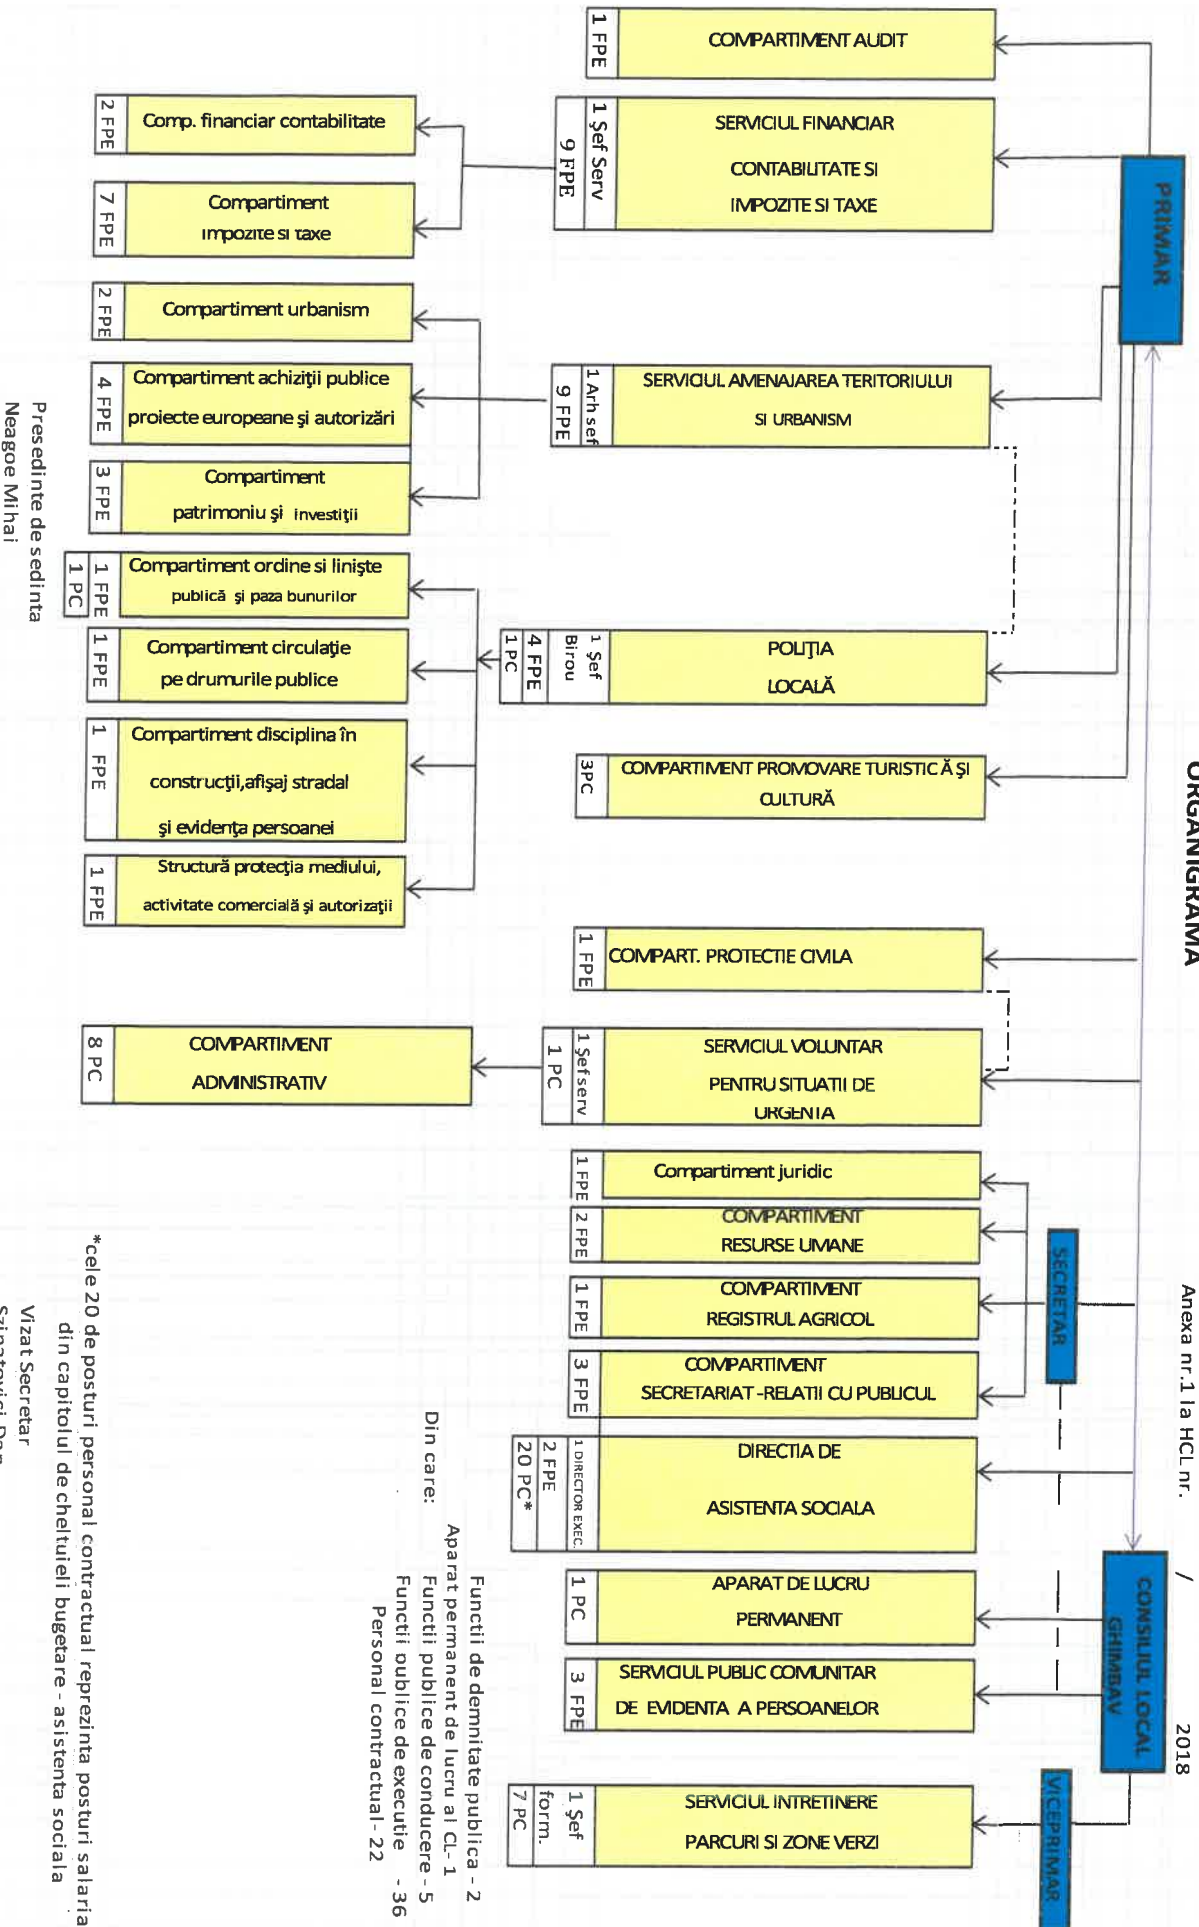 Anexa nr.1 la HCL nr. / 2018
ORGANIGRAMA
PRIMAR
CONSILIUL LOCAL
GHIMBAV
SECRETAR
VICEPRIMAR
COMPARTIMENT AUDIT
1 FPE
SERVICIUL FINANCIAR
CONTABILITATE SI
IMPOZITE SI TAXE
1 Şef Serv
9 FPE
Comp. financiar contabilitate
2 FPE
Compartiment
impozite si taxe
7 FPE
SERVICIUL AMENAJAREA TERITORIULUI
SI URBANISM
1 Arh sef
9 FPE
Compartiment urbanism
2 FPE
Compartiment achiziţii publice
proiecte europene şi autorizări
4 FPE
Compartiment
patrimoniu şi investiţii
3 FPE
POLIŢIA
LOCALĂ
1 Şef
Birou
4 FPE
1 PC
Compartiment ordine si linişte
publică şi paza bunurilor
1 FPE
1 PC
Compartiment circulaţie
pe drumurile publice
1 FPE
Compartiment disciplina în
construcţii,afişaj stradal
şi evidenţa persoanei
1 FPE
Structură protecţia mediului,
activitate comercială şi autorizaţii
1 FPE
COMPARTIMENT PROMOVARE TURISTICĂ ŞI
CULTURĂ
3PC
COMPART. PROTECTIE CIVILA
1 FPE
SERVICIUL VOLUNTAR
PENTRU SITUATII DE
URGENTA
1 Şef serv
1 PC
COMPARTIMENT
ADMINISTRATIV
8 PC
Compartiment juridic
1 FPE
COMPARTIMENT
RESURSE UMANE
2 FPE
COMPARTIMENT
REGISTRUL AGRICOL
1 FPE
COMPARTIMENT
SECRETARIAT -RELATII CU PUBLICUL
3 FPE
DIRECTIA DE
ASISTENTA SOCIALA
1 DIRECTOR EXEC.
2 FPE
20 PC*
APARAT DE LUCRU
PERMANENT
1 PC
SERVICIUL PUBLIC COMUNITAR
DE EVIDENTA A PERSOANELOR
3 FPE
SERVICIUL INTRETINERE
PARCURI SI ZONE VERZI
1 Şef
form.
7 PC
Din care:
Functii de demnitate publica - 2
Aparat permanent de lucru al CL- 1
Functii publice de conducere - 5
Functii publice de executie - 36
Personal contractual - 22
*cele 20 de posturi personal contractual reprezinta posturi salaria
din capitolul de cheltuieli bugetare - asistenta sociala
Presedinte de sedinta
Neagoe Mihai
Vizat Secretar